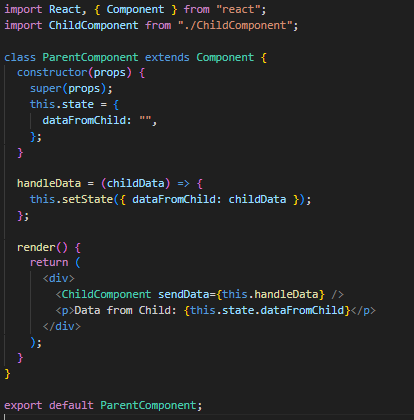 import React, { Component } from "react";
import ChildComponent from "./ChildComponent";

class ParentComponent extends Component {
  constructor(props) {
    super(props);
    this.state = {
      dataFromChild: "",
    };
  }

  handleData = (childData) => {
    this.setState({ dataFromChild: childData });
  };

  render() {
    return (
      <div>
        <ChildComponent sendData={this.handleData} />
        <p>Data from Child: {this.state.dataFromChild}</p>
      </div>
    );
  }
}

export default ParentComponent;